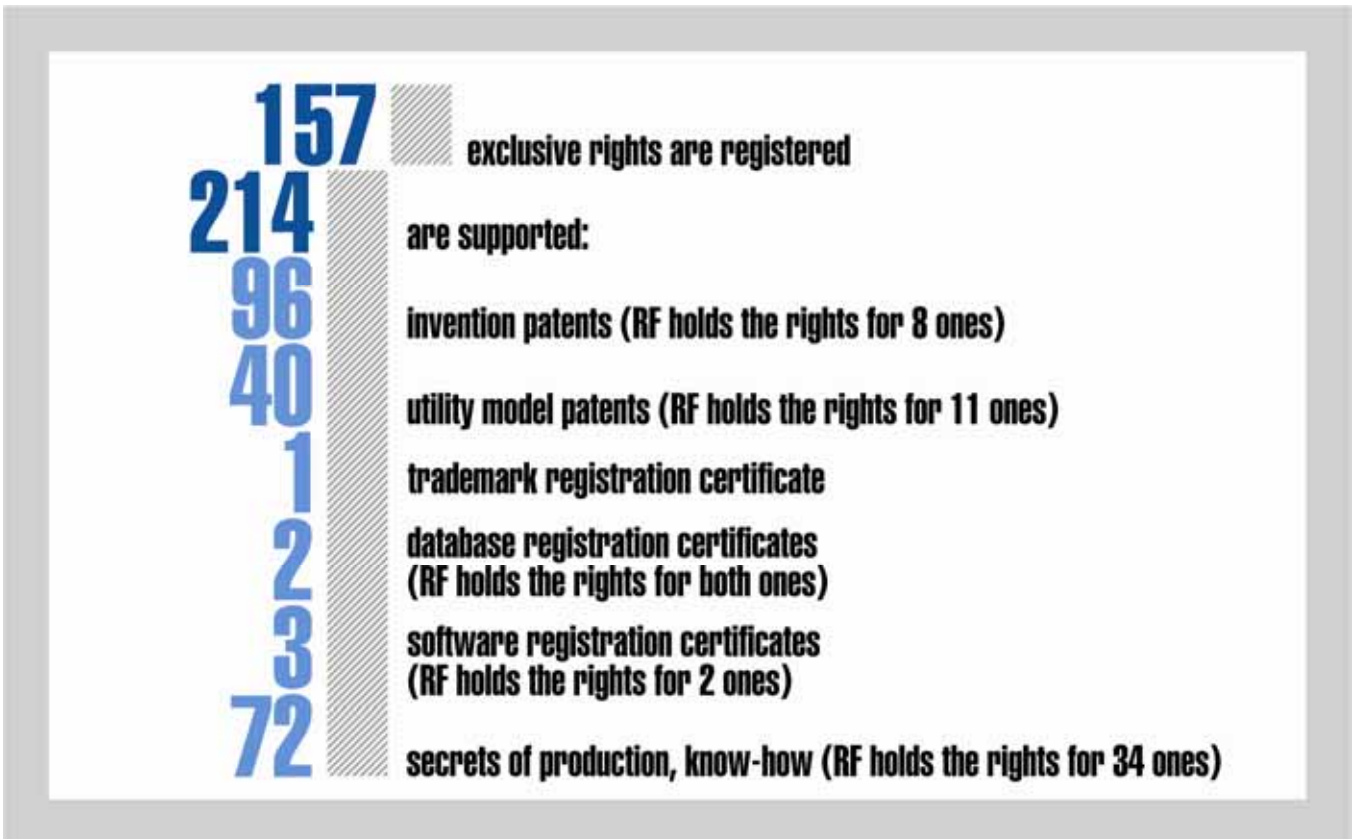 157 exclusive rights are registered
214 are supported:
96 invention patents (RF holds the rights for 8 ones)
40 utility model patents (RF holds the rights for 11 ones)
1 trademark registration certificate
2 database registration certificates
(RF holds the rights for both ones)
3 software registration certificates
(RF holds the rights for 2 ones)
72 secrets of production, know-how (RF holds the rights for 34 ones)